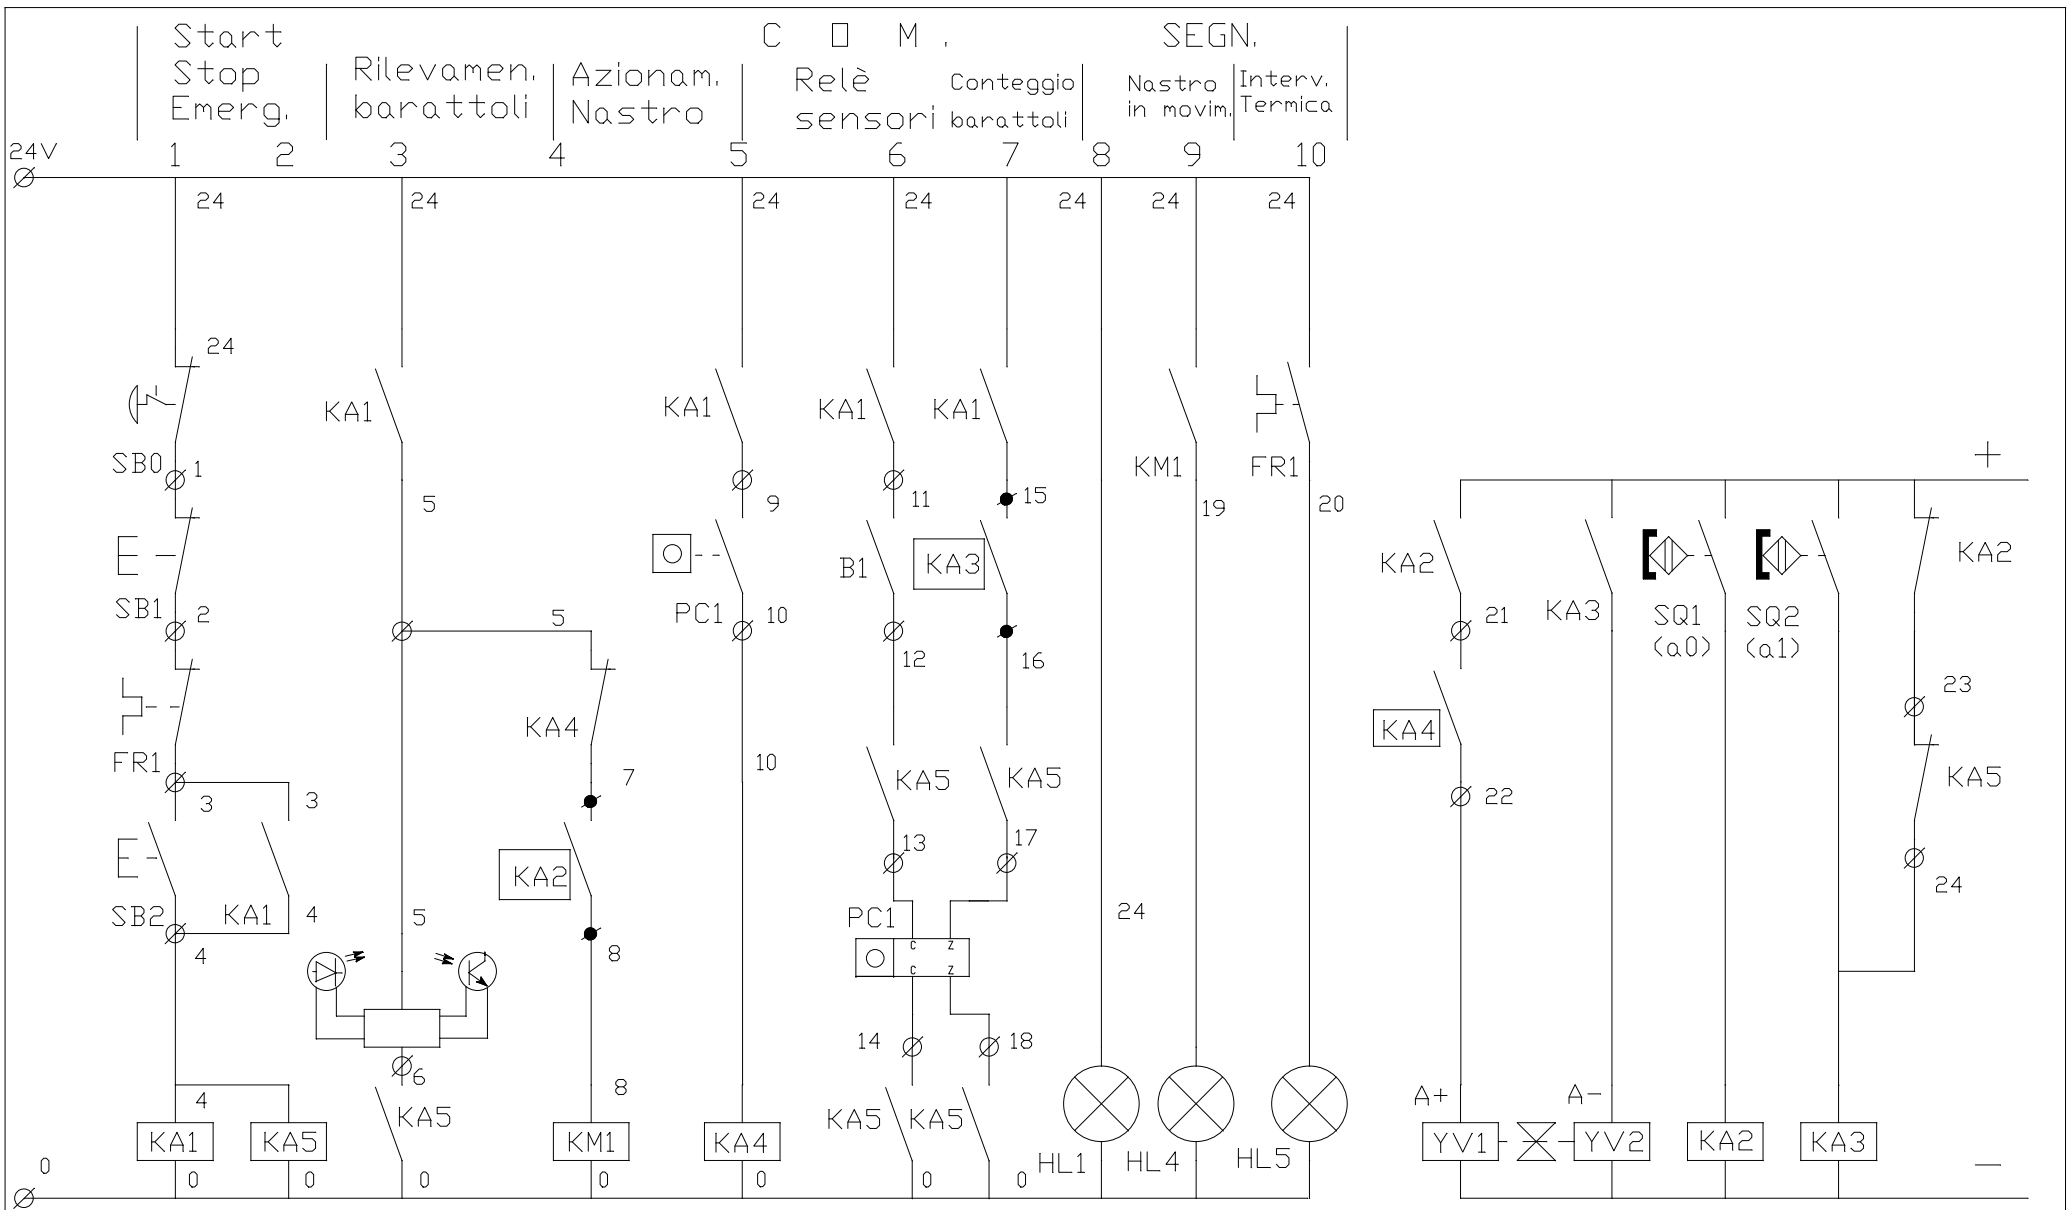 Start
Stop
Emerg.
Rilevamen.
barattoli
Azionam.
Nastro
C O M .
Relè
sensori
Conteggio
barattoli
SEGN.
Nastro
in movim.
Interv.
Termica
24V 1 2 3 4 5 6 7 8 9 10
24 24 24 24 24 24 24
24
KA1 KA1 KA1 KA1
SB0 1 KM1 FR1 +
5 9 11 15 19 20
B1 KA3 KA2 KA3 KA2
SB1 2 5 PC1 10 21 SQ1 SQ2
12 16 (a0) (a1)
23
KA4 KA4
FR1 7 10 KA5 KA5 KA5
3 3 22
13 17
KA2 24
SB2 KA1 4 5 PC1 24
4 8 C Z
C Z
14 18
6 8
4 KA5 KA5 KA5 A+ A-
KA1 KA5 KM1 KA4 YV1 YV2 KA2 KA3
HL1 HL4 HL5 –
0 0 0 0 0 0 0 0